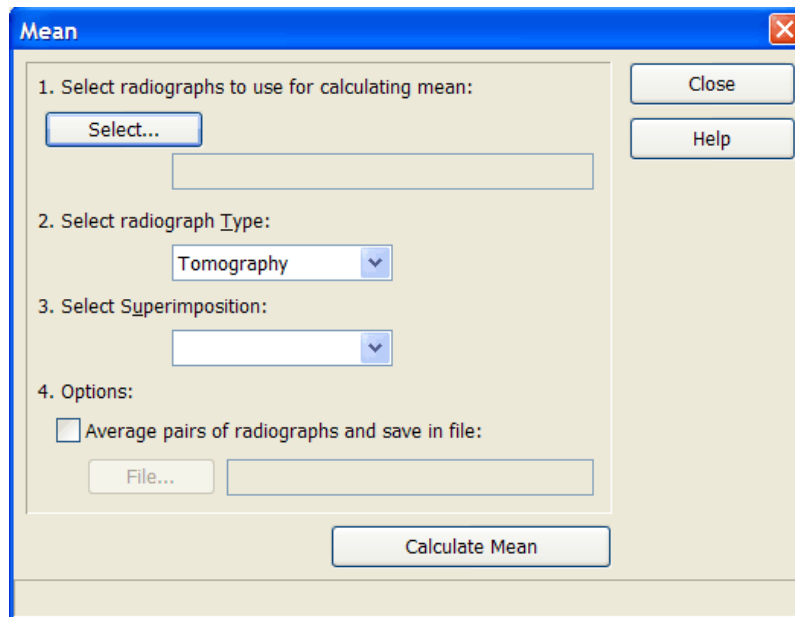 Mean
1. Select radiographs to use for calculating mean:
Select...
2. Select radiograph Type:
Tomography
3. Select Superimposition:
4. Options:
Average pairs of radiographs and save in file:
File...
Calculate Mean
Close
Help